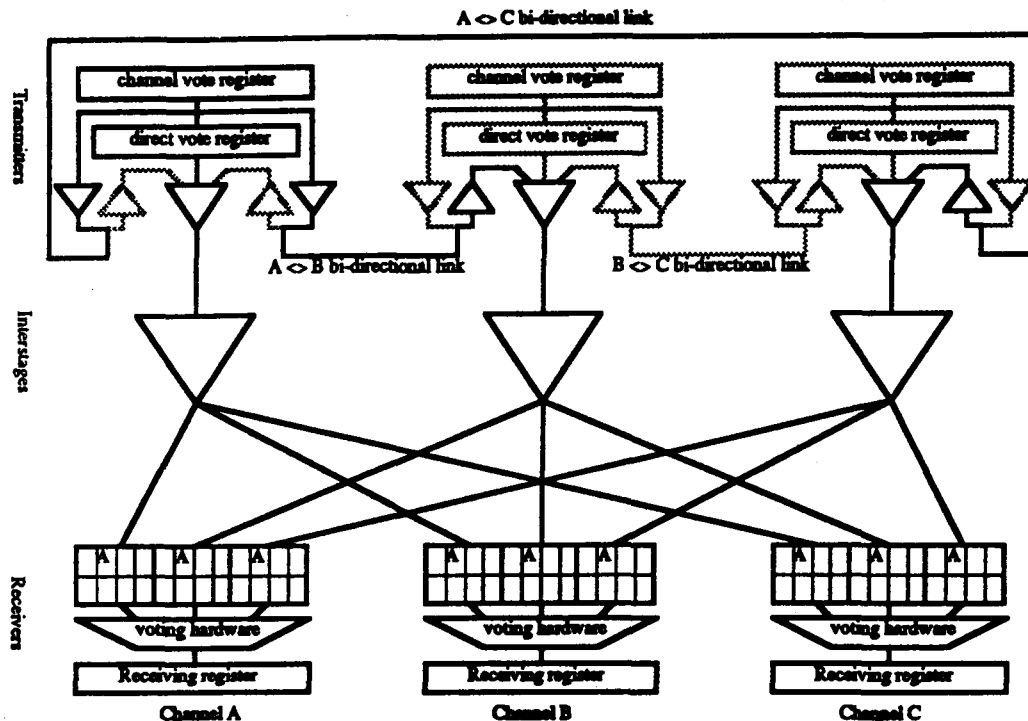 A <> C bi-directional link
channel vote register
channel vote register
channel vote register
Transmitters
direct vote register
direct vote register
direct vote register
A <> B bi-directional link
B <> C bi-directional link
Interstages
A A A
A A A
A A A
Receivers
voting hardware
voting hardware
voting hardware
Receiving register
Receiving register
Receiving register
Channel A
Channel B
Channel C